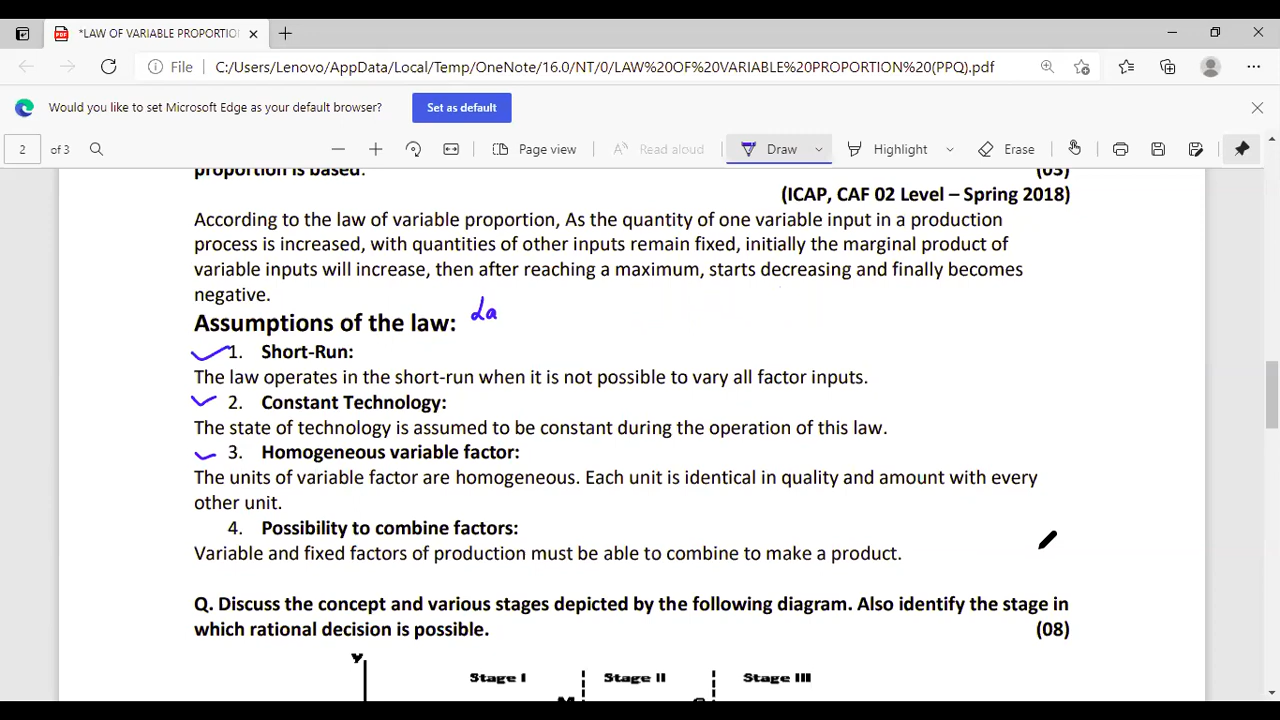 *LAW OF VARIABLE PROPORTION
File C:/Users/Lenovo/AppData/Local/Temp/OneNote/16.0/NT/0/LAW%20OF%20VARIABLE%20PROPORTION%20(PPQ).pdf
Would you like to set Microsoft Edge as your default browser? Set as default
2 of 3 Page view Read aloud Draw Highlight Erase
proportion is based. (05)
(ICAP, CAF 02 Level – Spring 2018)
According to the law of variable proportion, As the quantity of one variable input in a production
process is increased, with quantities of other inputs remain fixed, initially the marginal product of
variable inputs will increase, then after reaching a maximum, starts decreasing and finally becomes
negative.
Assumptions of the law: La
1. Short-Run:
The law operates in the short-run when it is not possible to vary all factor inputs.
2. Constant Technology:
The state of technology is assumed to be constant during the operation of this law.
3. Homogeneous variable factor:
The units of variable factor are homogeneous. Each unit is identical in quality and amount with every
other unit.
4. Possibility to combine factors:
Variable and fixed factors of production must be able to combine to make a product.
Q. Discuss the concept and various stages depicted by the following diagram. Also identify the stage in
which rational decision is possible. (08)
Y
Stage I Stage II Stage III